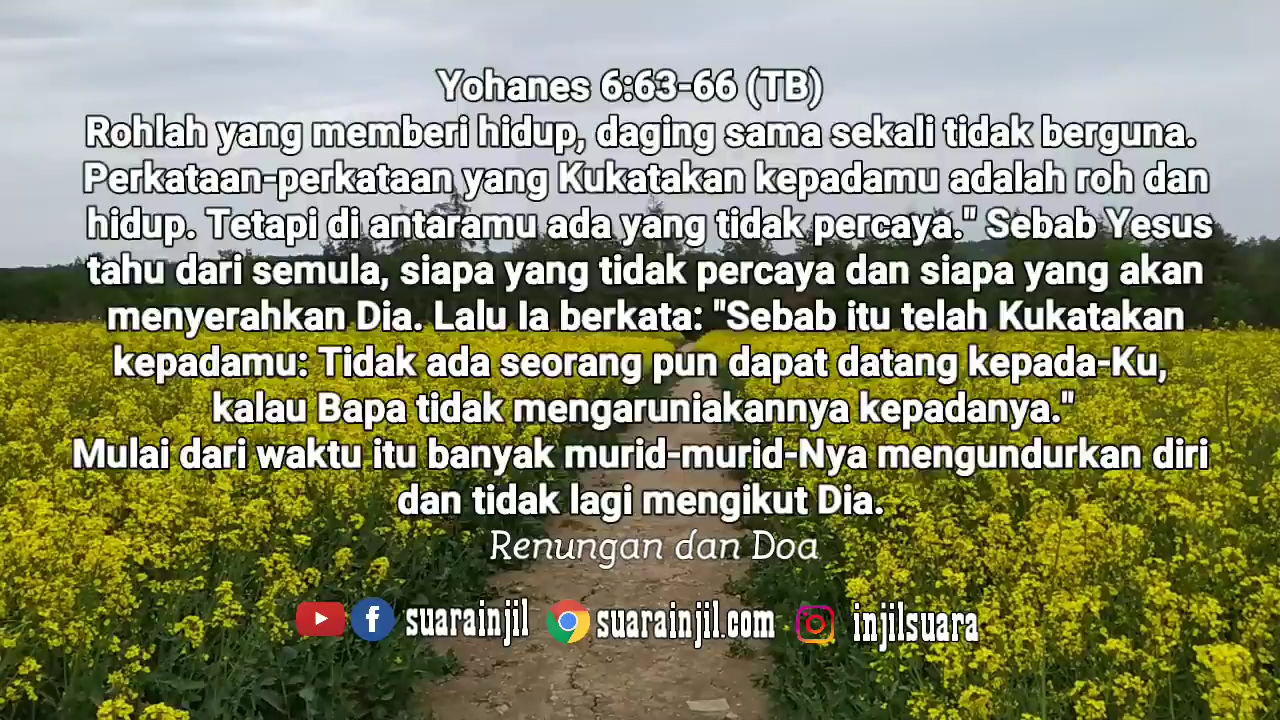 Yohanes 6:63-66 (TB)
Rohlah yang memberi hidup, daging sama sekali tidak berguna.
Perkataan-perkataan yang Kukatakan kepadamu adalah roh dan
hidup. Tetapi di antaramu ada yang tidak percaya." Sebab Yesus
tahu dari semula, siapa yang tidak percaya dan siapa yang akan
menyerahkan Dia. Lalu Ia berkata: "Sebab itu telah Kukatakan
kepadamu: Tidak ada seorang pun dapat datang kepada-Ku,
kalau Bapa tidak mengaruniakannya kepadanya."
Mulai dari waktu itu banyak murid-murid-Nya mengundurkan diri
dan tidak lagi mengikut Dia.
Renungan dan Doa
suarainjil suarainjil.com injilsuara